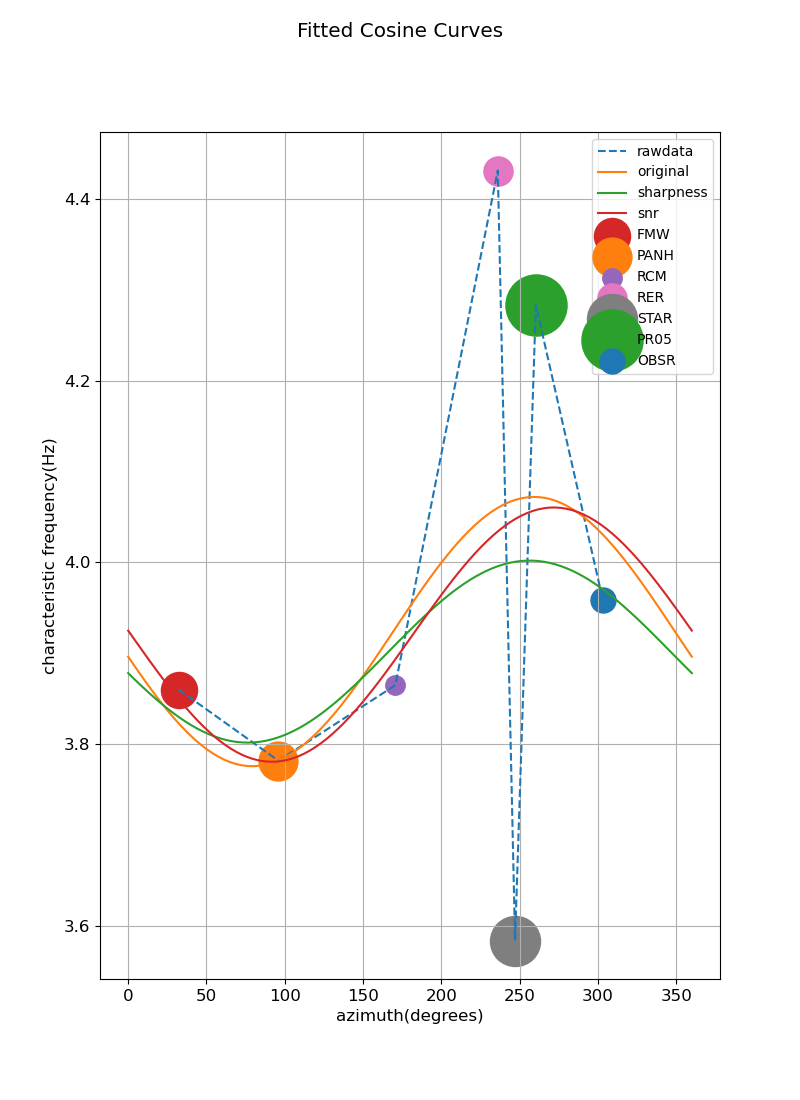 Fitted Cosine Curves
rawdata
original
sharpness
snr
FMW
PANH
RCM
RER
STAR
PR05
OBSR
4.4
4.2
4.0
3.8
3.6
characteristic frequency(Hz)
0 50 100 150 200 250 300 350
azimuth(degrees)